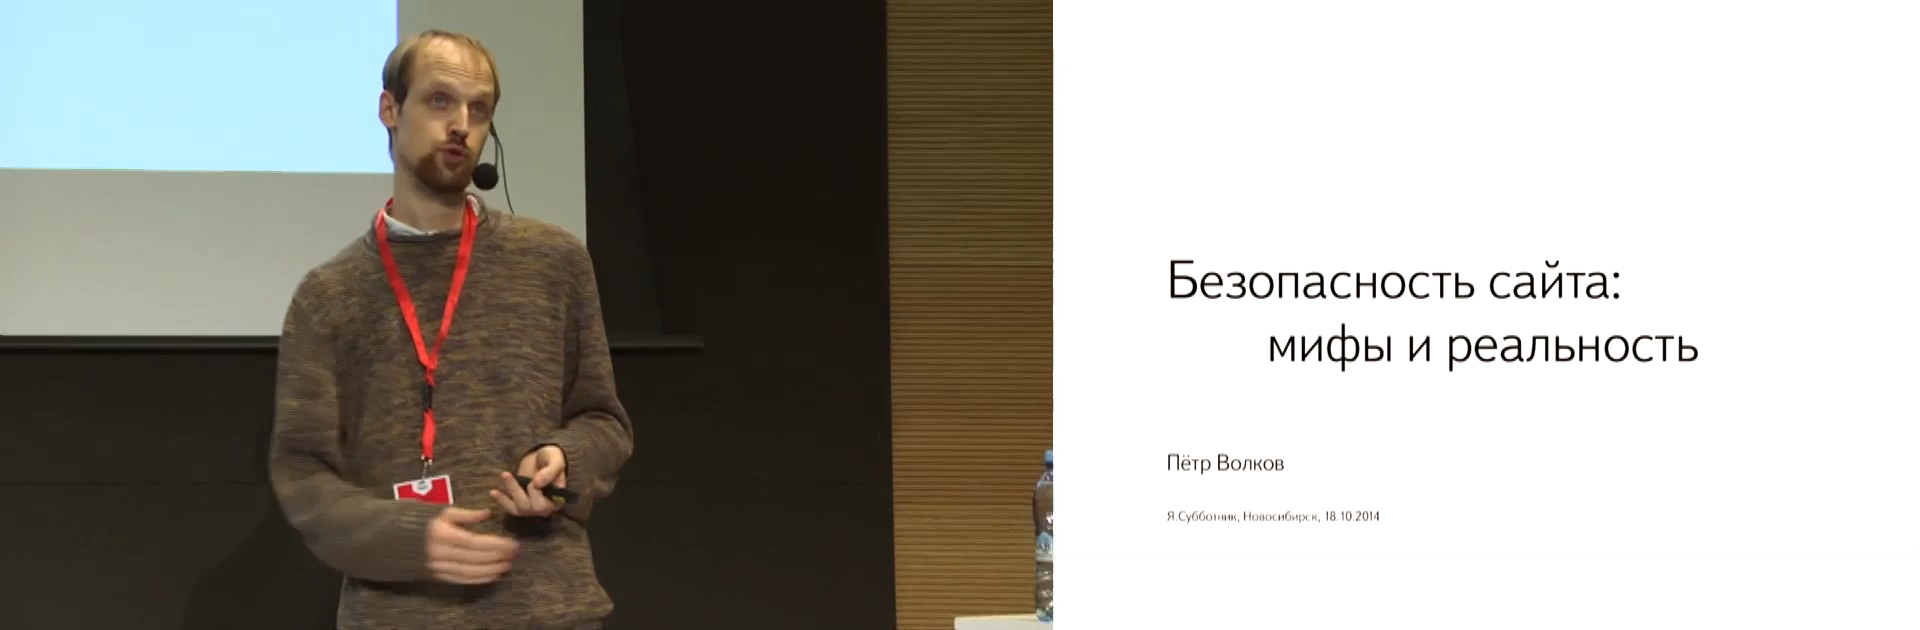 Безопасность сайта:
мифы и реальность
Пётр Волков
Я.Субботник, Новосибирск, 18.10.2014